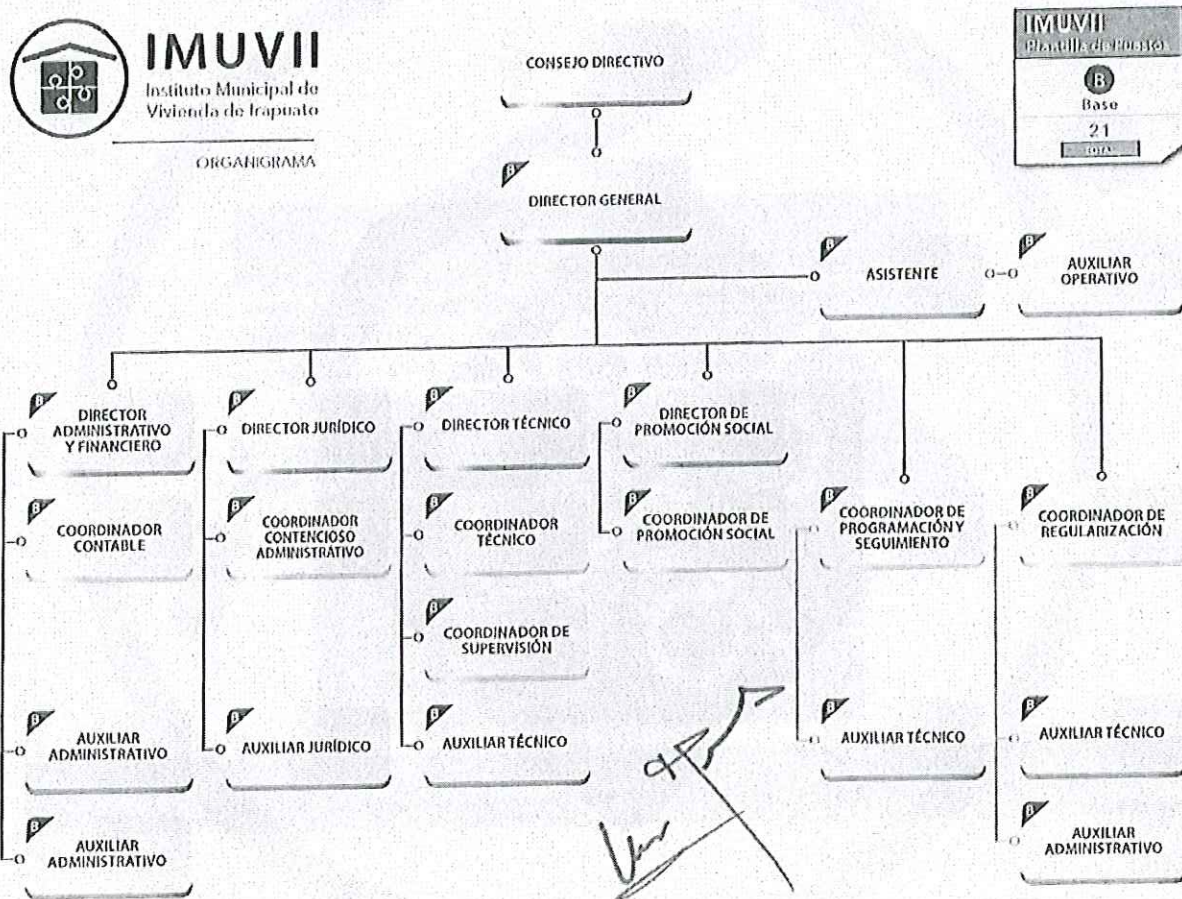 IMUVII
Instituto Municipal de
Vivienda de Irapuato
ORGANIGRAMA
IMUVII
Plantilla de Puestos
B
Base
21
TOTAL
CONSEJO DIRECTIVO
B
DIRECTOR GENERAL
B
ASISTENTE
B
AUXILIAR
OPERATIVO
B
DIRECTOR
ADMINISTRATIVO
Y FINANCIERO
B
DIRECTOR JURÍDICO
B
DIRECTOR TÉCNICO
B
DIRECTOR DE
PROMOCIÓN SOCIAL
B
COORDINADOR
CONTABLE
B
COORDINADOR
CONTENCIOSO
ADMINISTRATIVO
B
COORDINADOR
TÉCNICO
B
COORDINADOR DE
PROMOCIÓN SOCIAL
B
COORDINADOR DE
PROGRAMACIÓN Y
SEGUIMIENTO
B
COORDINADOR DE
REGULARIZACIÓN
B
COORDINADOR DE
SUPERVISIÓN
B
AUXILIAR
ADMINISTRATIVO
B
AUXILIAR JURÍDICO
B
AUXILIAR TÉCNICO
B
AUXILIAR TÉCNICO
B
AUXILIAR TÉCNICO
B
AUXILIAR
ADMINISTRATIVO
B
AUXILIAR
ADMINISTRATIVO